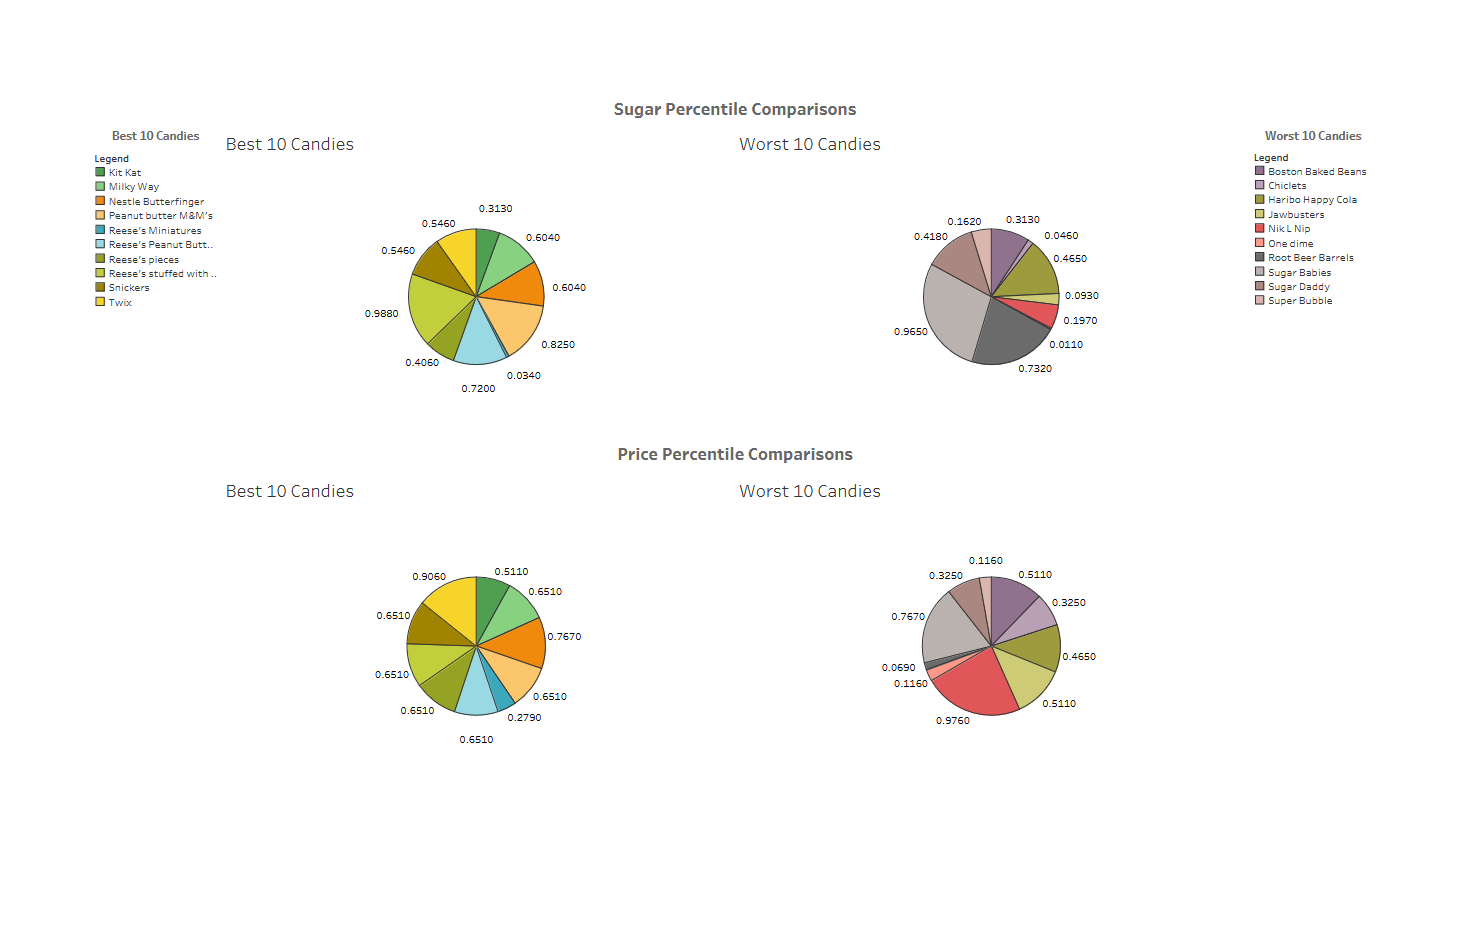 Sugar Percentile Comparisons
Best 10 Candies
Legend
Kit Kat
Milky Way
Nestle Butterfinger
Peanut butter M&M's
Reese's Miniatures
Reese's Peanut Butt..
Reese's pieces
Reese's stuffed with ..
Snickers
Twix
Best 10 Candies
0.3130
0.6040
0.6040
0.8250
0.0340
0.7200
0.4060
0.9880
0.5460
0.5460
Worst 10 Candies
0.3130
0.0460
0.4650
0.0930
0.1970
0.0110
0.7320
0.9650
0.4180
0.1620
Worst 10 Candies
Legend
Boston Baked Beans
Chiclets
Haribo Happy Cola
Jawbusters
Nik L Nip
One dime
Root Beer Barrels
Sugar Babies
Sugar Daddy
Super Bubble
Price Percentile Comparisons
Best 10 Candies
0.5110
0.6510
0.7670
0.6510
0.2790
0.6510
0.6510
0.6510
0.6510
0.9060
Worst 10 Candies
0.5110
0.3250
0.4650
0.5110
0.9760
0.1160
0.0690
0.7670
0.3250
0.1160